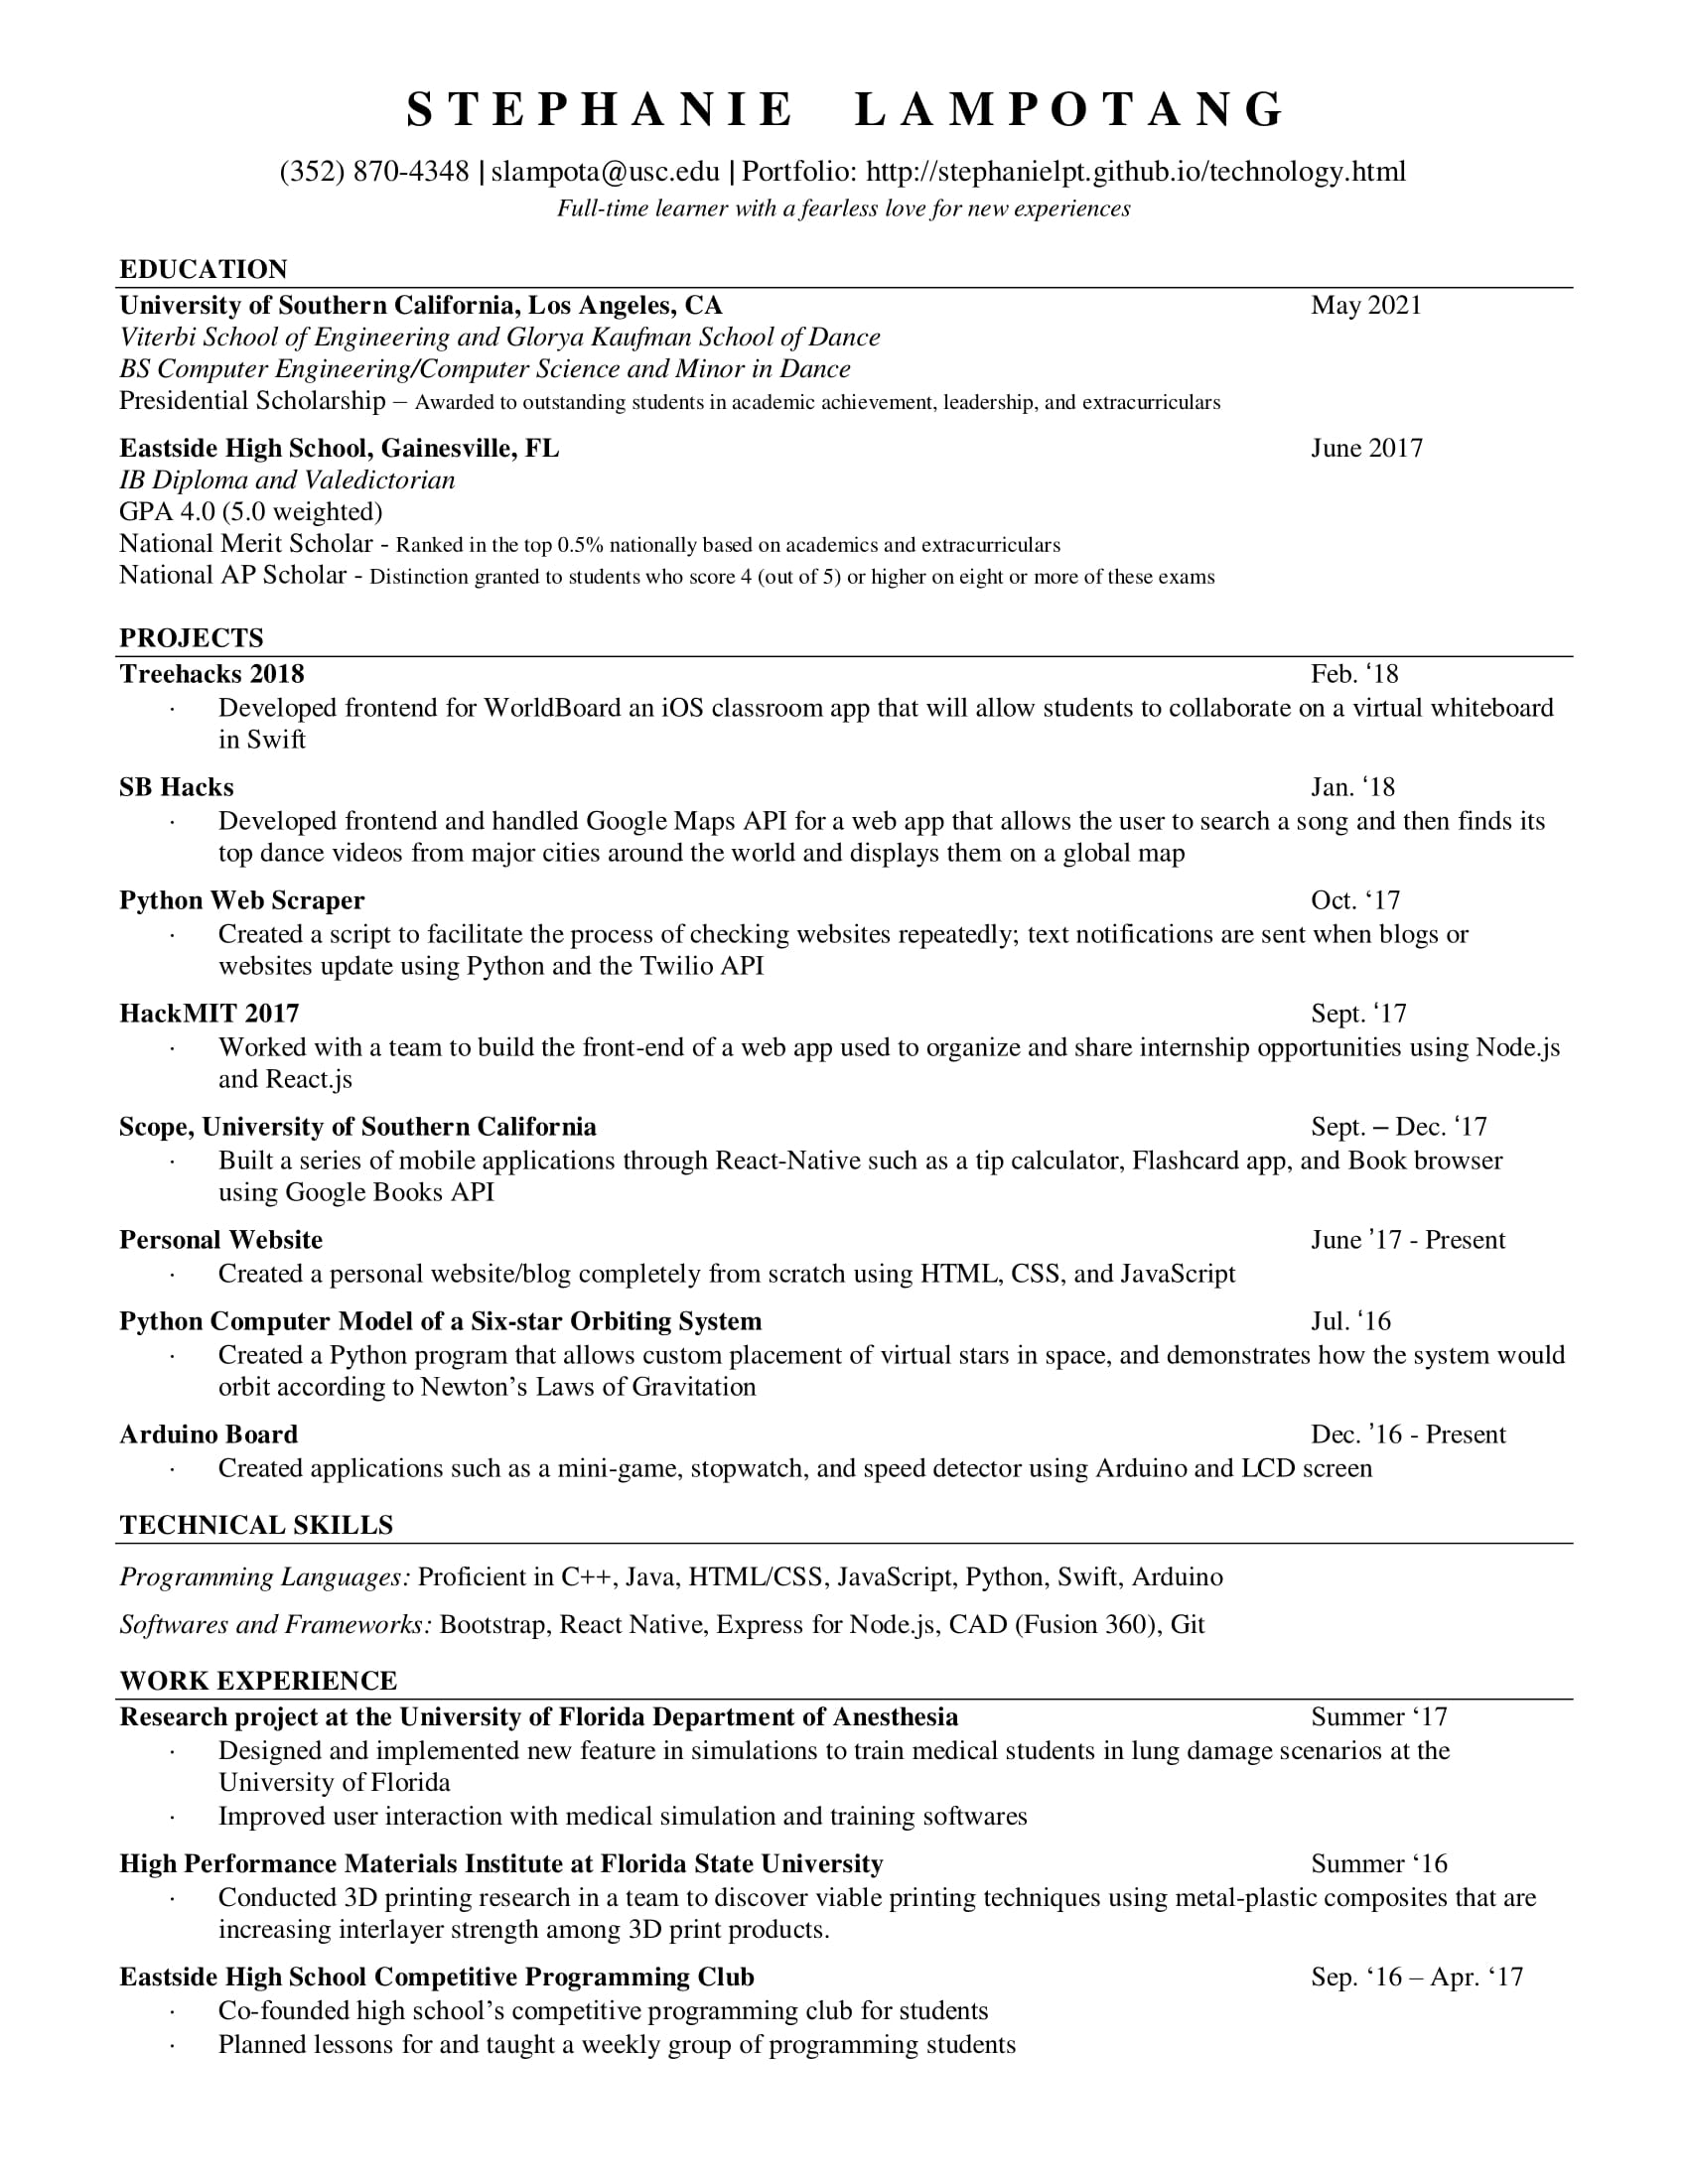 STEPHANIE LAMPOTANG
(352) 870-4348 | slampota@usc.edu | Portfolio: http://stephanielpt.github.io/technology.html
Full-time learner with a fearless love for new experiences
EDUCATION
University of Southern California, Los Angeles, CA May 2021
Viterbi School of Engineering and Glorya Kaufman School of Dance
BS Computer Engineering/Computer Science and Minor in Dance
Presidential Scholarship – Awarded to outstanding students in academic achievement, leadership, and extracurriculars
Eastside High School, Gainesville, FL June 2017
IB Diploma and Valedictorian
GPA 4.0 (5.0 weighted)
National Merit Scholar - Ranked in the top 0.5% nationally based on academics and extracurriculars
National AP Scholar - Distinction granted to students who score 4 (out of 5) or higher on eight or more of these exams
PROJECTS
Treehacks 2018 Feb. ‘18
· Developed frontend for WorldBoard an iOS classroom app that will allow students to collaborate on a virtual whiteboard
in Swift
SB Hacks Jan. ‘18
· Developed frontend and handled Google Maps API for a web app that allows the user to search a song and then finds its
top dance videos from major cities around the world and displays them on a global map
Python Web Scraper Oct. ‘17
· Created a script to facilitate the process of checking websites repeatedly; text notifications are sent when blogs or
websites update using Python and the Twilio API
HackMIT 2017 Sept. ‘17
· Worked with a team to build the front-end of a web app used to organize and share internship opportunities using Node.js
and React.js
Scope, University of Southern California Sept. – Dec. ‘17
· Built a series of mobile applications through React-Native such as a tip calculator, Flashcard app, and Book browser
using Google Books API
Personal Website June ’17 - Present
· Created a personal website/blog completely from scratch using HTML, CSS, and JavaScript
Python Computer Model of a Six-star Orbiting System Jul. ‘16
· Created a Python program that allows custom placement of virtual stars in space, and demonstrates how the system would
orbit according to Newton’s Laws of Gravitation
Arduino Board Dec. ’16 - Present
· Created applications such as a mini-game, stopwatch, and speed detector using Arduino and LCD screen
TECHNICAL SKILLS
Programming Languages: Proficient in C++, Java, HTML/CSS, JavaScript, Python, Swift, Arduino
Softwares and Frameworks: Bootstrap, React Native, Express for Node.js, CAD (Fusion 360), Git
WORK EXPERIENCE
Research project at the University of Florida Department of Anesthesia Summer ‘17
· Designed and implemented new feature in simulations to train medical students in lung damage scenarios at the
University of Florida
· Improved user interaction with medical simulation and training softwares
High Performance Materials Institute at Florida State University Summer ‘16
· Conducted 3D printing research in a team to discover viable printing techniques using metal-plastic composites that are
increasing interlayer strength among 3D print products.
Eastside High School Competitive Programming Club Sep. ‘16 – Apr. ‘17
· Co-founded high school’s competitive programming club for students
· Planned lessons for and taught a weekly group of programming students